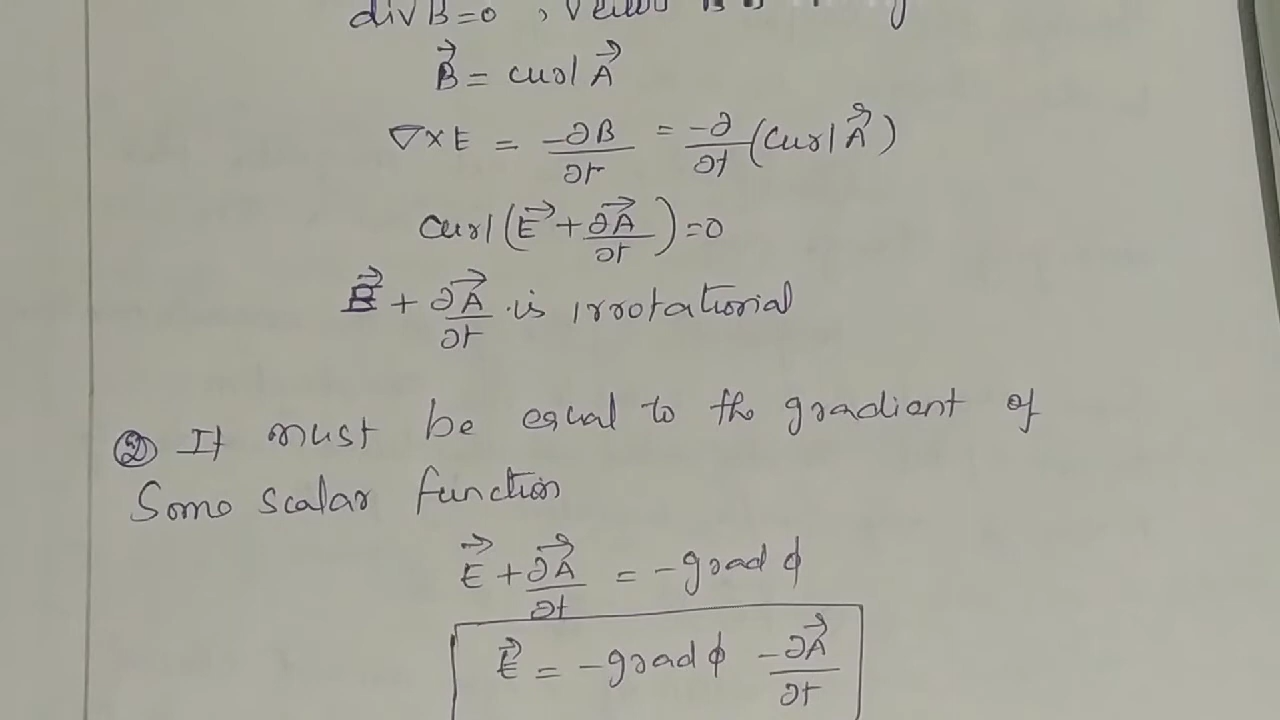 div B = 0 ,
B⃗ = curl A⃗
∇×E = -∂B/∂t = -∂/∂t (curl A⃗)
curl (E⃗ + ∂A⃗/∂t) = 0
E⃗ + ∂A⃗/∂t is irrotational
② It must be equal to the gradient of
Some scalar function
E⃗ + ∂A⃗/∂t = -grad ϕ
E⃗ = -grad ϕ -∂A⃗/∂t